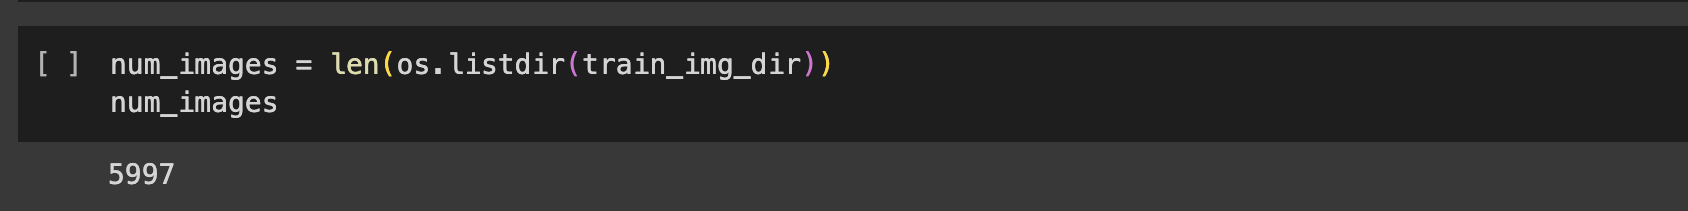 [ ] num_images = len(os.listdir(train_img_dir))
num_images
5997